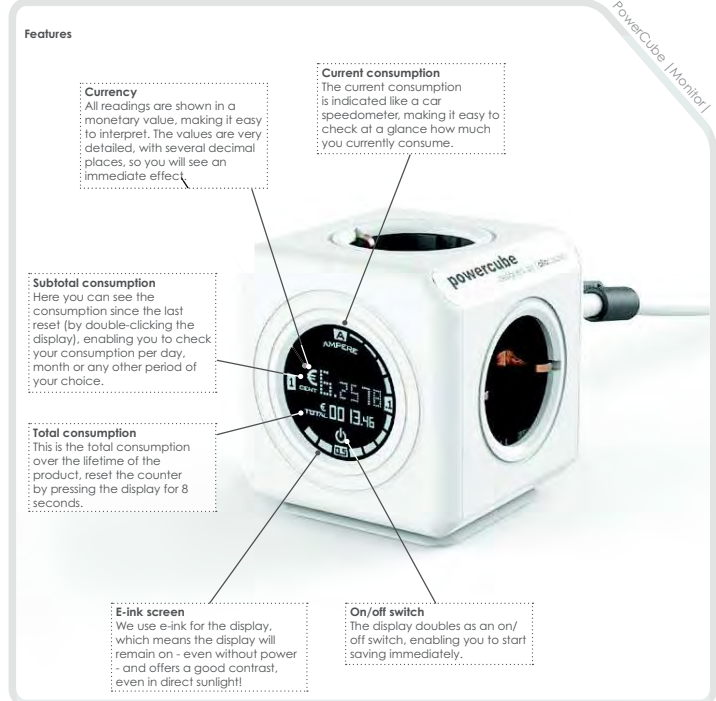 PowerCube |Monitor|
Features
Currency
All readings are shown in a
monetary value, making it easy
to interpret. The values are very
detailed, with several decimal
places, so you will see an
immediate effect.
Current consumption
The current consumption
is indicated like a car
speedometer, making it easy to
check at a glance how much
you currently consume.
powercube
Subtotal consumption
Here you can see the
consumption since the last
reset (by double-clicking the
display), enabling you to check
your consumption per day,
month or any other period of
your choice.
A
AMPERE
1
€6.2578
CENT
.1
€
TOTAL 0013.46
0.5
Total consumption
This is the total consumption
over the lifetime of the
product, reset the counter
by pressing the display for 8
seconds.
E-ink screen
We use e-ink for the display,
which means the display will
remain on - even without power
- and offers a good contrast,
even in direct sunlight!
On/off switch
The display doubles as an on/
off switch, enabling you to start
saving immediately.